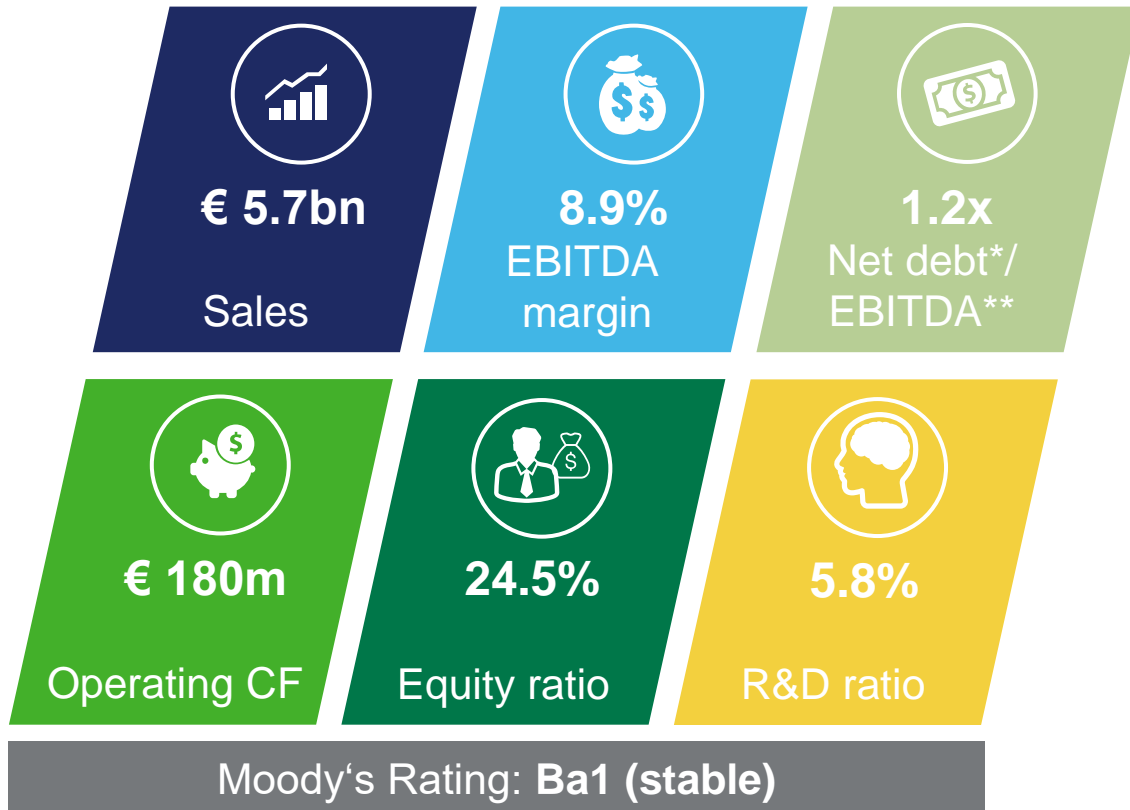 € 5.7bn
Sales
8.9%
EBITDA
margin
1.2x
Net debt*/
EBITDA**
€ 180m
Operating CF
24.5%
Equity ratio
5.8%
R&D ratio
Moody‘s Rating: Ba1 (stable)